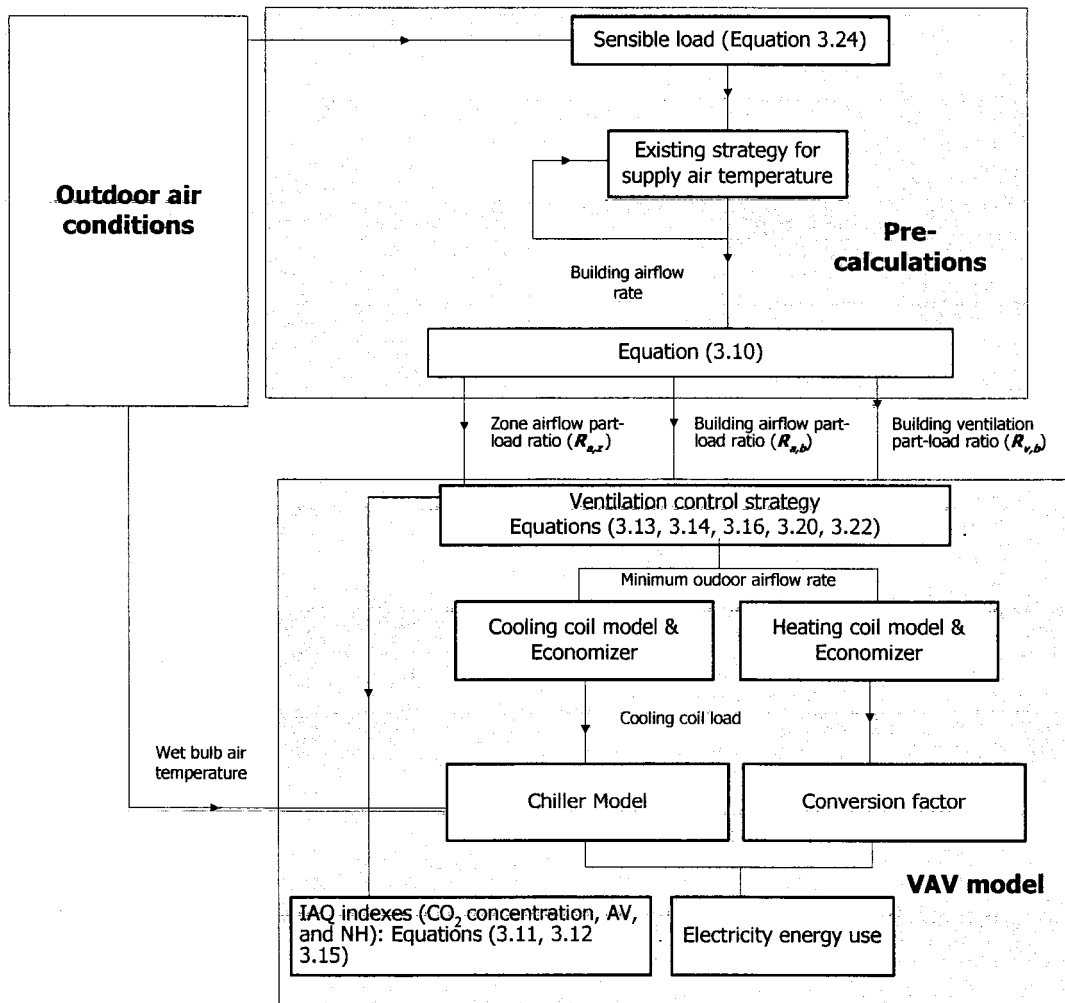 Sensible load (Equation 3.24)
Existing strategy for
supply air temperature
Outdoor air
conditions
Pre-
calculations
Building airflow
rate
Equation (3.10)
Zone airflow part-
load ratio (R a,z)
Building airflow part-
load ratio (R a,b)
Building ventilation
part-load ratio (R v,b)
Ventilation control strategy
Equations (3.13, 3.14, 3.16, 3.20, 3.22)
Minimum oudoor airflow rate
Cooling coil model &
Economizer
Heating coil model &
Economizer
Cooling coil load
Wet bulb air
temperature
Chiller Model
Conversion factor
VAV model
IAQ indexes (CO2 concentration, AV,
and NH): Equations (3.11, 3.12
3.15)
Electricity energy use